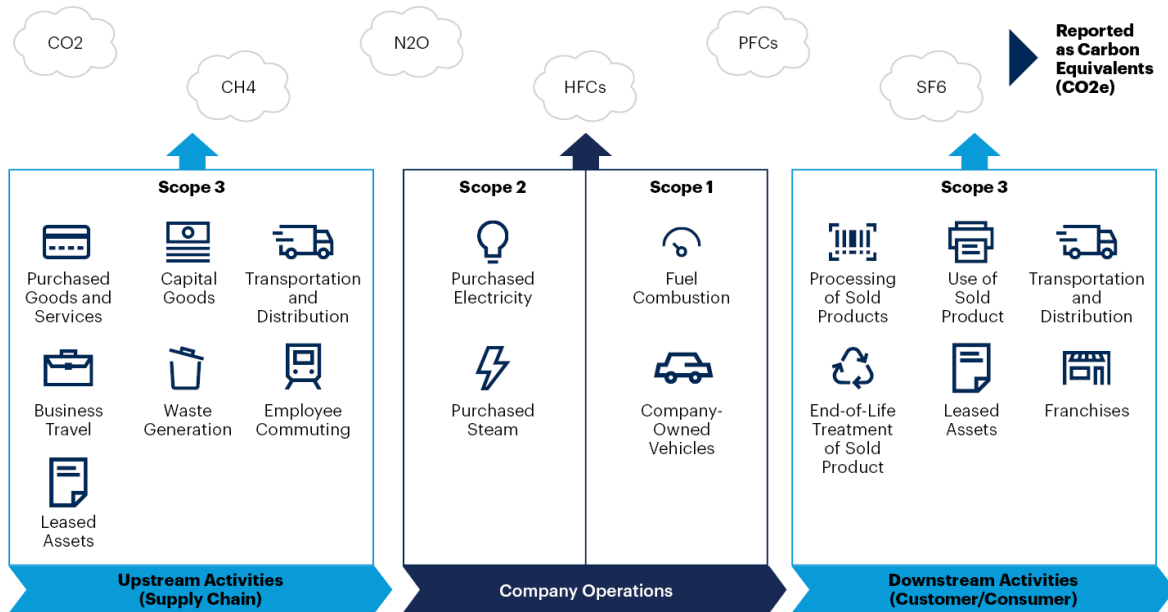 CO2
CH4
N2O
HFCs
PFCs
SF6
Reported
as Carbon
Equivalents
(CO2e)
Scope 3
Purchased
Goods and
Services
Capital
Goods
Transportation
and
Distribution
Business
Travel
Waste
Generation
Employee
Commuting
Leased
Assets
Upstream Activities
(Supply Chain)
Scope 2
Purchased
Electricity
Purchased
Steam
Scope 1
Fuel
Combustion
Company-
Owned
Vehicles
Company Operations
Scope 3
Processing
of Sold
Products
Use of
Sold
Product
Transportation
and
Distribution
End-of-Life
Treatment
of Sold
Product
Leased
Assets
Franchises
Downstream Activities
(Customer/Consumer)